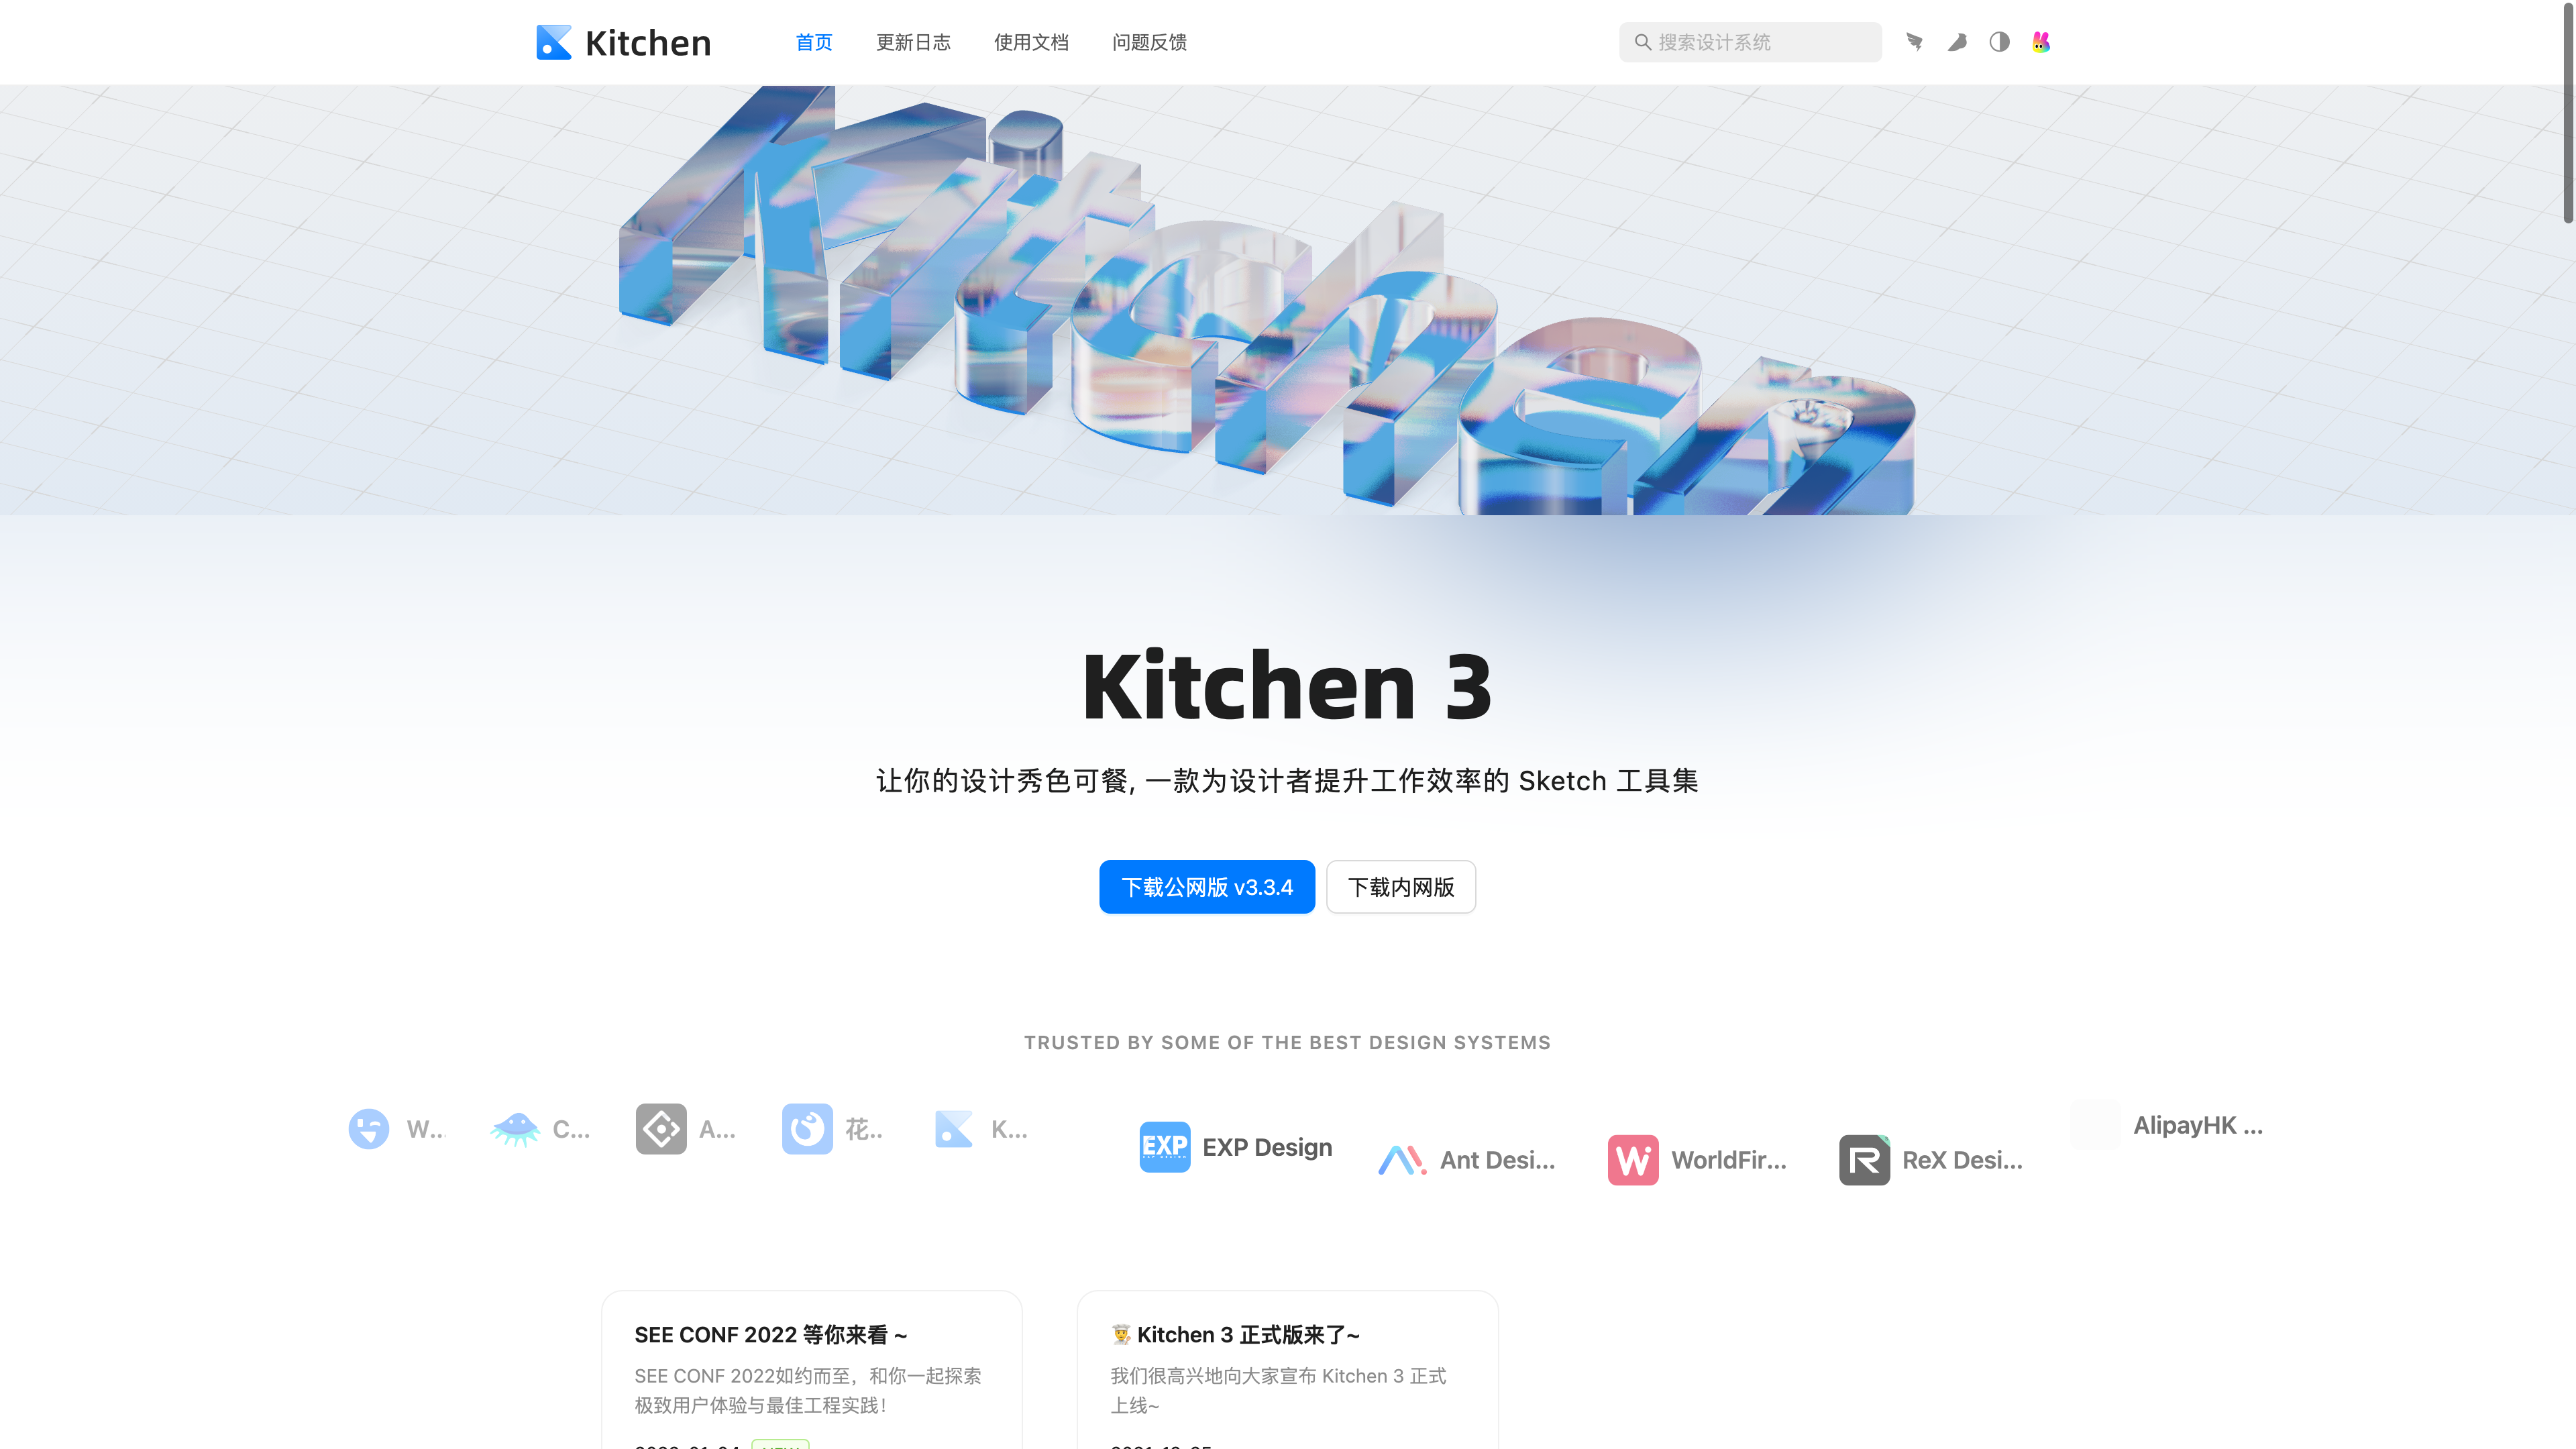 Kitchen
首页
更新日志
使用文档
问题反馈
搜索设计系统
Kitchen
Kitchen 3
让你的设计秀色可餐, 一款为设计者提升工作效率的 Sketch 工具集
下载公网版 v3.3.4
下载内网版
TRUSTED BY SOME OF THE BEST DESIGN SYSTEMS
W...
C...
A...
花...
K...
EXP
EXP Design
Ant Desi...
WorldFir...
ReX Desi...
AlipayHK ...
SEE CONF 2022 等你来看 ~
SEE CONF 2022如约而至，和你一起探索
极致用户体验与最佳工程实践！
👨‍🍳 Kitchen 3 正式版来了~
我们很高兴地向大家宣布 Kitchen 3 正式
上线~